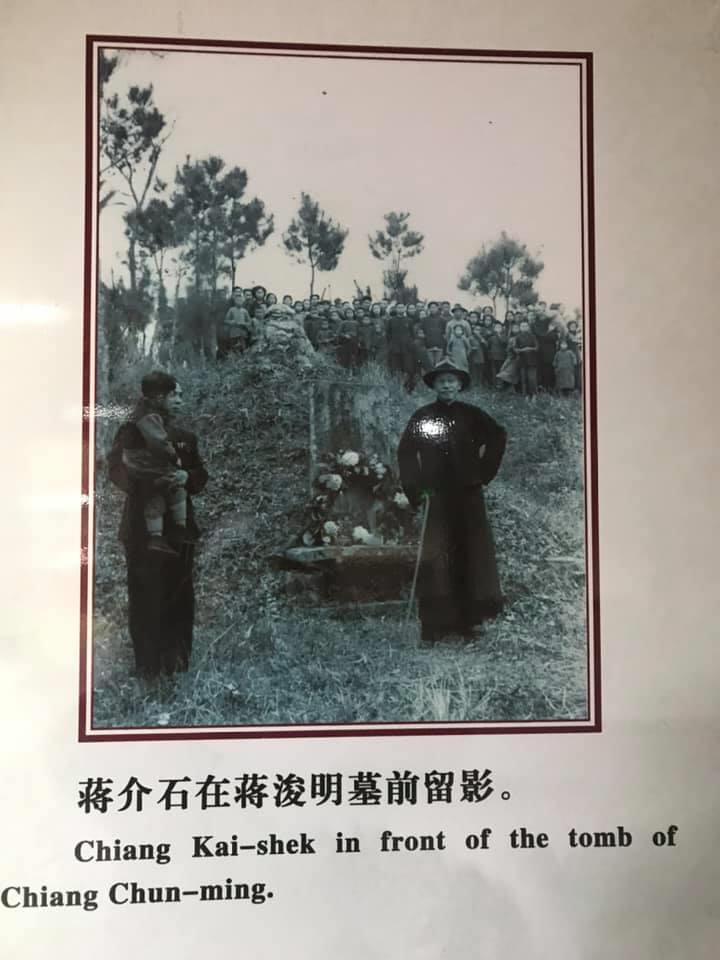 蒋介石在蒋浚明墓前留影。
Chiang Kai-shek in front of the tomb of
Chiang Chun-ming.